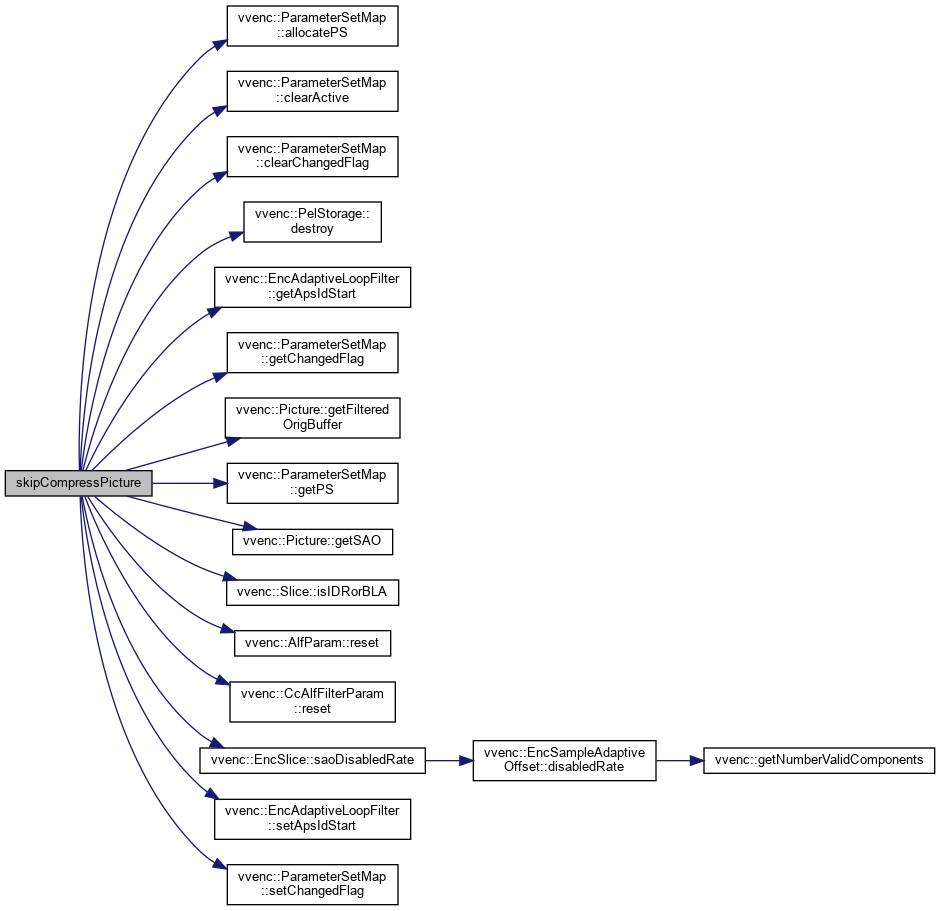 vvenc::ParameterSetMap
::allocatePS
vvenc::ParameterSetMap
::clearActive
vvenc::ParameterSetMap
::clearChangedFlag
vvenc::PelStorage::
destroy
vvenc::EncAdaptiveLoopFilter
::getApsIdStart
vvenc::ParameterSetMap
::getChangedFlag
vvenc::Picture::getFiltered
OrigBuffer
skipCompressPicture
vvenc::ParameterSetMap
::getPS
vvenc::Picture::getSAO
vvenc::Slice::isIDRorBLA
vvenc::AlfParam::reset
vvenc::CcAlfFilterParam
::reset
vvenc::EncSlice::saoDisabledRate
vvenc::EncSampleAdaptive
Offset::disabledRate
vvenc::getNumberValidComponents
vvenc::EncAdaptiveLoopFilter
::setApsIdStart
vvenc::ParameterSetMap
::setChangedFlag